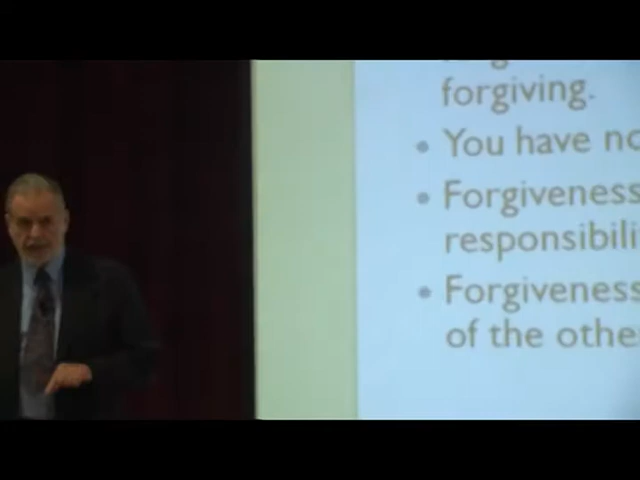 forgiving.
• You have no
• Forgiveness
responsibili
• Forgiveness
of the othe